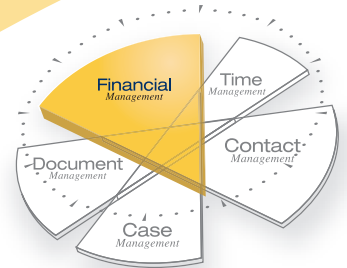 Financial
Management
Time
Management
Contact
Management
Document
Management
Case
Management